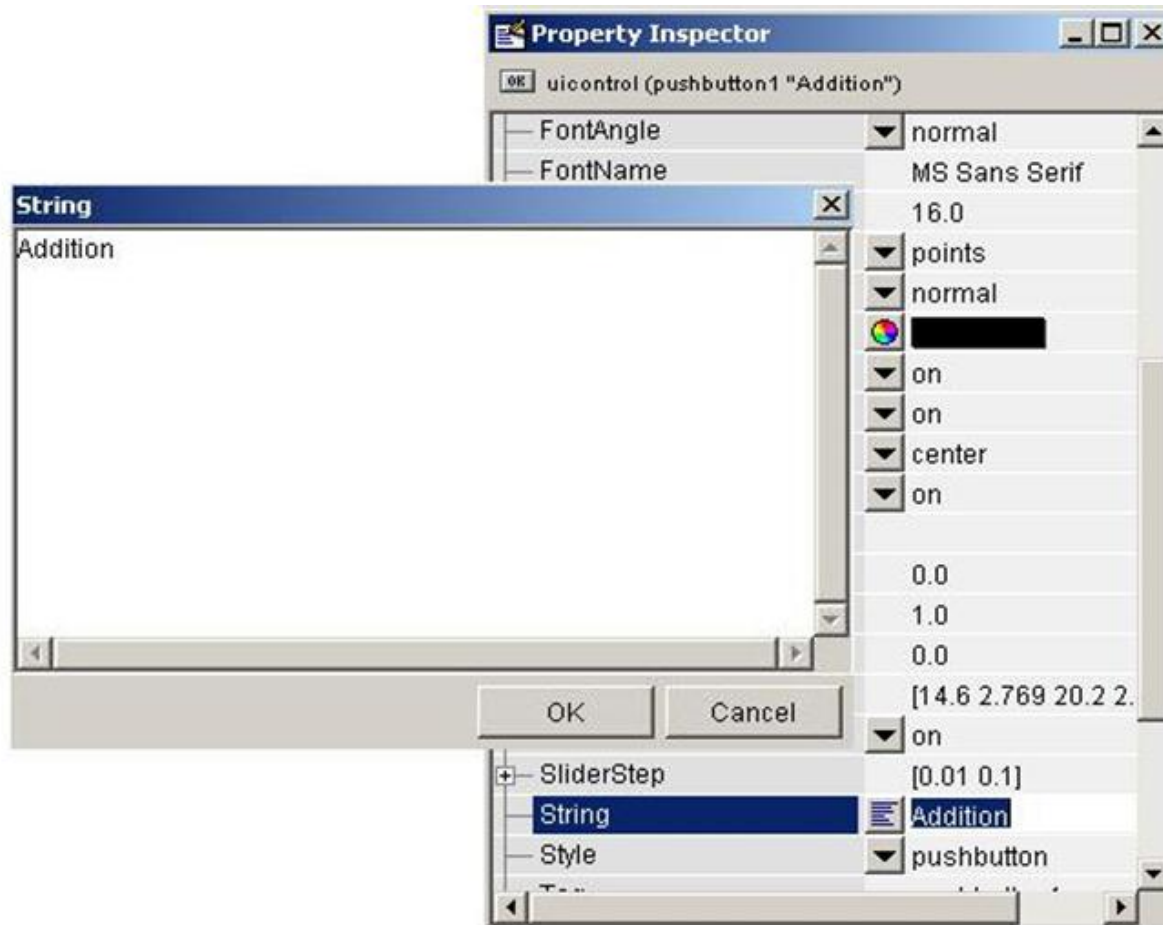 Property Inspector
OK uicontrol (pushbutton1 "Addition")
FontAngle normal
FontName MS Sans Serif
String
Addition
16.0
points
normal
on
on
center
on
0.0
1.0
0.0
[14.6 2.769 20.2 2.
OK Cancel
on
SliderStep [0.01 0.1]
String Addition
Style pushbutton